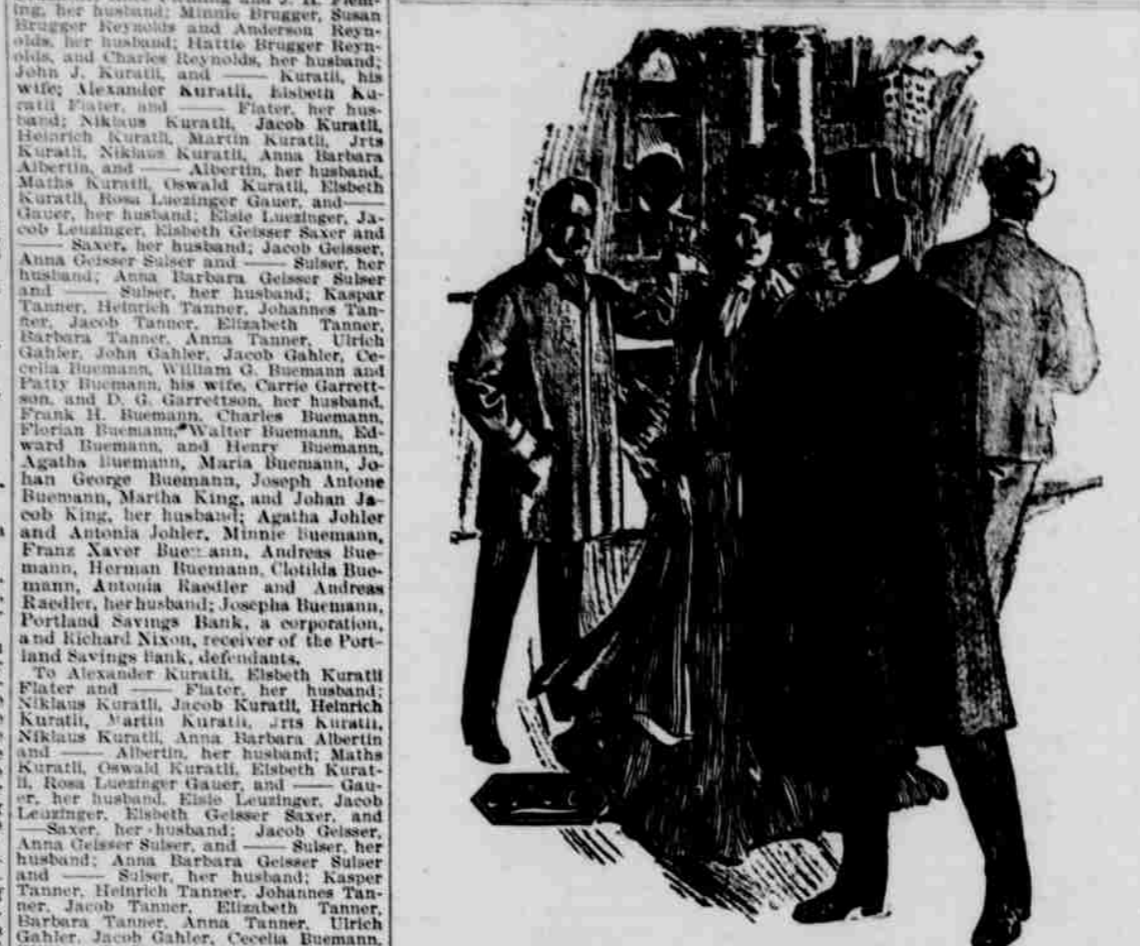 ing, her husband; Minnie Brugger, Susan
Brugger Reynolds and Anderson Reyn-
olds, her husband; Hattie Brugger Reyn-
olds, and Charles Reynolds, her husband;
John J. Kuratli, and —— Kuratli, his
wife; Alexander Kuratli, Elsbeth Ku-
ratli Flater, and —— Flater, her hus-
band; Niklaus Kuratli, Jacob Kuratli,
Heinrich Kuratli, Martin Kuratli, Jrts
Kuratli, Niklaus Kuratli, Anna Barbara
Albertin, and —— Albertin, her husband,
Maths Kuratli, Oswald Kuratli, Elsbeth
Kuratli, Rosa Luezinger Gauer, and ——
Gauer, her husband; Elsie Luezinger, Ja-
cob Leuzinger, Elsbeth Geisser Saxer and
—— Saxer, her husband; Jacob Geisser,
Anna Geisser Sulser and —— Sulser, her
husband; Anna Barbara Geisser Sulser
and —— Sulser, her husband; Kaspar
Tanner, Heinrich Tanner, Johannes Tan-
ner, Jacob Tanner, Elizabeth Tanner,
Barbara Tanner, Anna Tanner, Ulrich
Gahler, John Gahler, Jacob Gahler, Ce-
celia Buemann, William G. Buemann and
Patty Buemann, his wife, Carrie Garrett-
son, and D. G. Garrettson, her husband,
Frank H. Buemann, Charles Buemann,
Florian Buemann, Walter Buemann, Ed-
ward Buemann, and Henry Buemann,
Agatha Buemann, Maria Buemann, Jo-
han George Buemann, Joseph Antone
Buemann, Martha King, and Johan Ja-
cob King, her husband; Agatha Johler
and Antonia Johler, Minnie Buemann,
Franz Xaver Buemann, Andreas Bue-
mann, Herman Buemann, Clotilda Bue-
mann, Antonia Raedler and Andreas
Raedler, her husband; Josepha Buemann,
Portland Savings Bank, a corporation,
and Richard Nixon, receiver of the Port-
land Savings Bank, defendants.
To Alexander Kuratli, Elsbeth Kuratli
Flater and —— Flater, her husband;
Niklaus Kuratli, Jacob Kuratli, Heinrich
Kuratli, Martin Kuratli, Jrts Kuratli,
Niklaus Kuratli, Anna Barbara Albertin
and —— Albertin, her husband; Maths
Kuratli, Oswald Kuratli, Elsbeth Kurat-
li, Rosa Luezinger Gauer, and —— Gau-
er, her husband, Elsie Leuzinger, Jacob
Leuzinger, Elsbeth Geisser Saxer, and
——Saxer, her husband; Jacob Geisser,
Anna Geisser Sulser, and —— Sulser, her
husband; Anna Barbara Geisser Sulser
and —— Sulser, her husband; Kasper
Tanner, Heinrich Tanner, Johannes Tan-
ner, Jacob Tanner, Elizabeth Tanner,
Barbara Tanner, Anna Tanner, Ulrich
Gahler, Jacob Gahler, Cecelia Buemann,